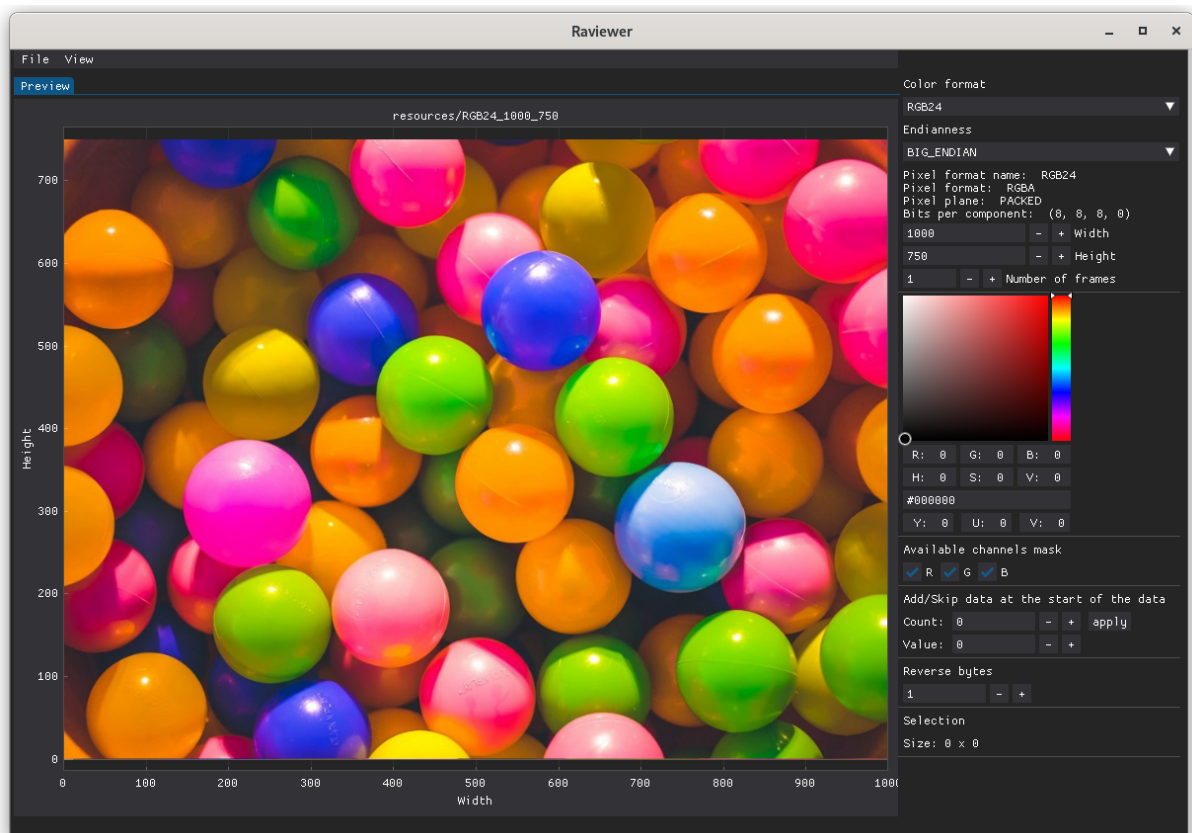 Raviewer
File View
Preview
resources/RGB24_1000_750
700
600
500
400
300
200
100
0
Height
0 100 200 300 400 500 600 700 800 900 1000
Width
Color format
RGB24
Endianness
BIG_ENDIAN
Pixel format name: RGB24
Pixel format: RGBA
Pixel plane: PACKED
Bits per component: (8, 8, 8, 0)
1000 - + Width
750 - + Height
1 - + Number of frames
R: 0 G: 0 B: 0
H: 0 S: 0 V: 0
#000000
Y: 0 U: 0 V: 0
Available channels mask
R G B
Add/Skip data at the start of the data
Count: 0 - + apply
Value: 0 - +
Reverse bytes
1 - +
Selection
Size: 0 x 0